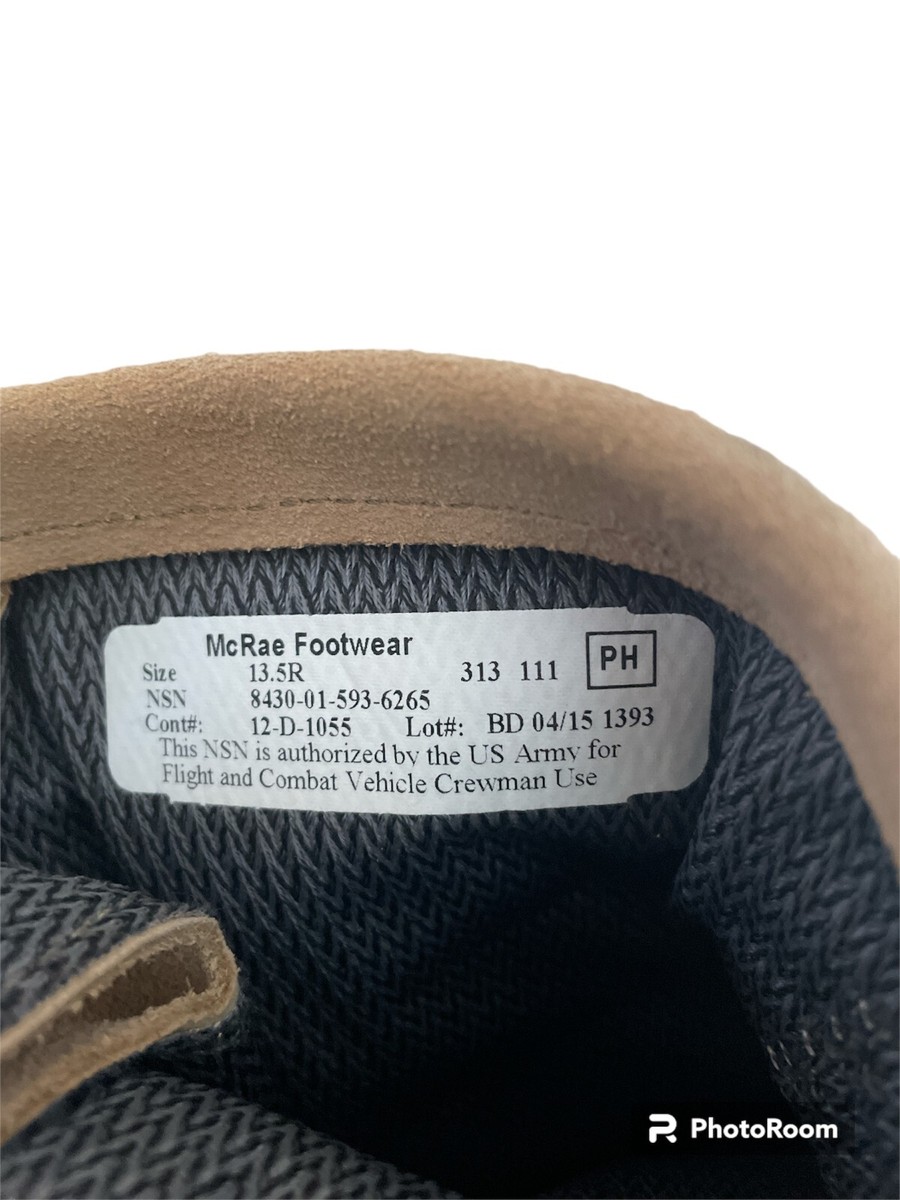 McRae Footwear
Size 13.5R 313 111 PH
NSN 8430-01-593-6265
Cont#: 12-D-1055 Lot#: BD 04/15 1393
This NSN is authorized by the US Army for
Flight and Combat Vehicle Crewman Use
PhotoRoom